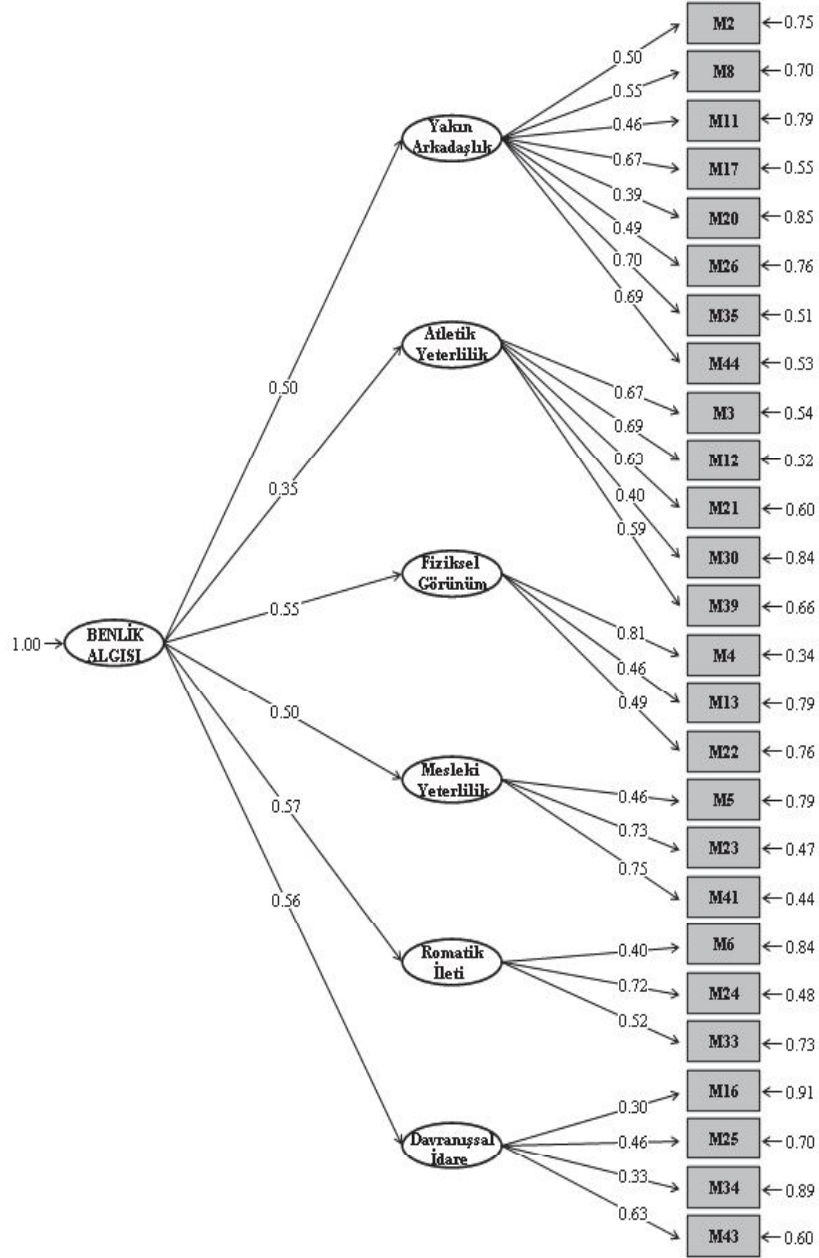 M2
0.75
0.50
M8
0.70
0.55
M11
0.79
0.46
Yakın
Arkadaşlık
M17
0.55
0.67
M20
0.85
0.39
M26
0.76
0.49
M35
0.51
0.70
M44
0.53
0.69
Atletik
Yeterlilik
M3
0.54
0.67
M12
0.52
0.69
M21
0.60
0.63
M30
0.84
0.40
M39
0.66
0.59
0.50
0.35
Fiziksel
Görünüm
0.55
M4
0.34
0.81
M13
0.79
0.46
M22
0.76
0.49
1.00
BENLİK
ALGISI
0.50
Mesleki
Yeterlilik
M5
0.79
0.46
M23
0.47
0.73
M41
0.44
0.75
0.57
0.56
Romatik
İleti
M6
0.84
0.40
M24
0.48
0.72
M33
0.73
0.52
Davranışsal
İdare
M16
0.91
0.30
M25
0.70
0.46
M34
0.89
0.33
M43
0.60
0.63